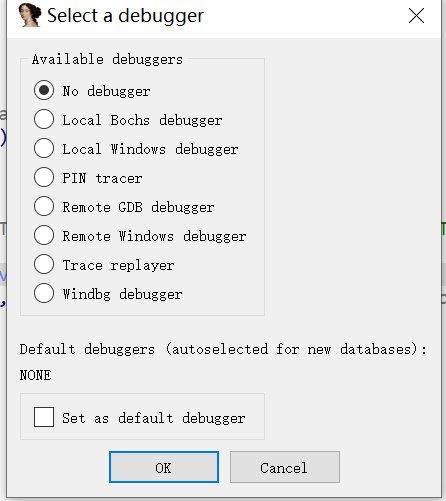 Select a debugger
Available debuggers
No debugger
Local Bochs debugger
Local Windows debugger
PIN tracer
Remote GDB debugger
Remote Windows debugger
Trace replayer
Windbg debugger
Default debuggers (autoselected for new databases):
NONE
Set as default debugger
OK Cancel